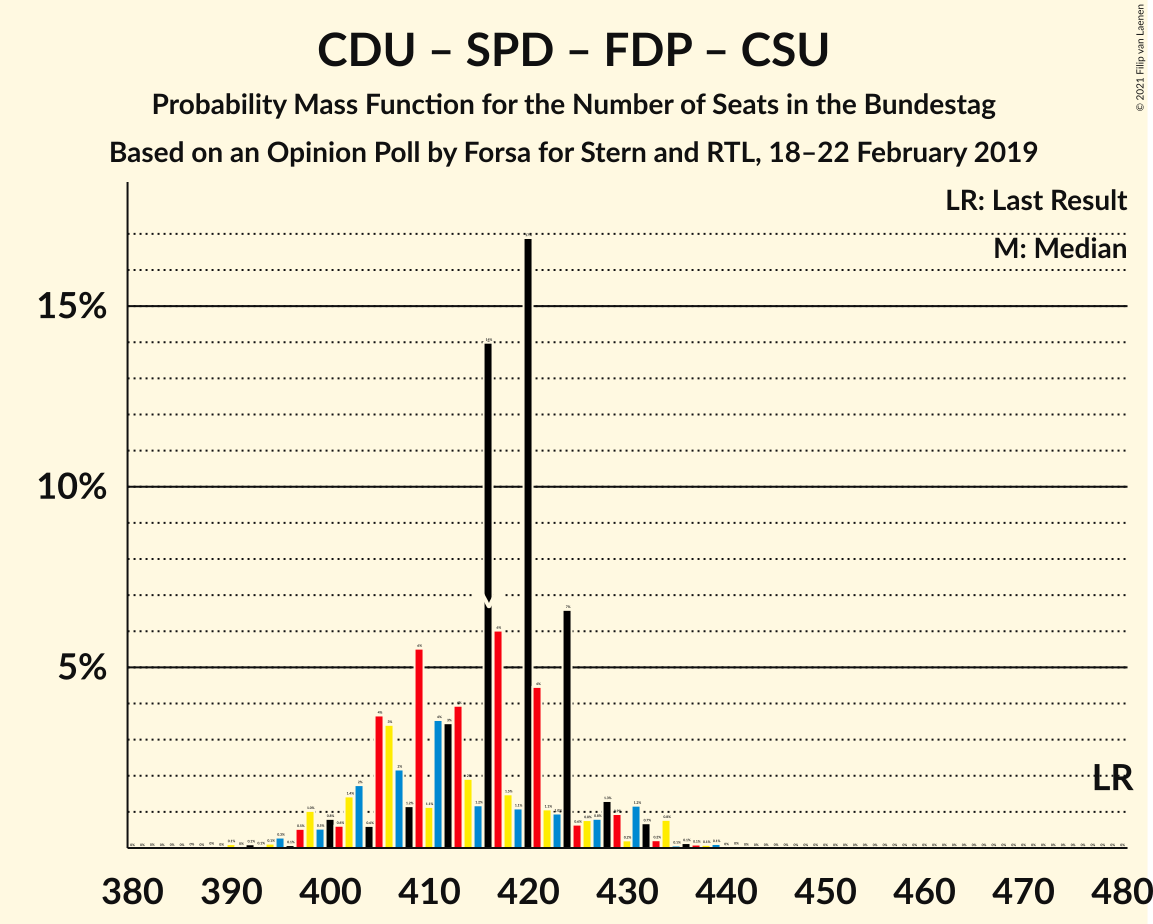 CDU – SPD – FDP – CSU
Probability Mass Function for the Number of Seats in the Bundestag
Based on an Opinion Poll by Forsa for Stern and RTL, 18–22 February 2019
© 2021 Filip van Laenen
LR: Last Result
M: Median
15%
10%
5%
LR
380 390 400 410 420 430 440 450 460 470 480